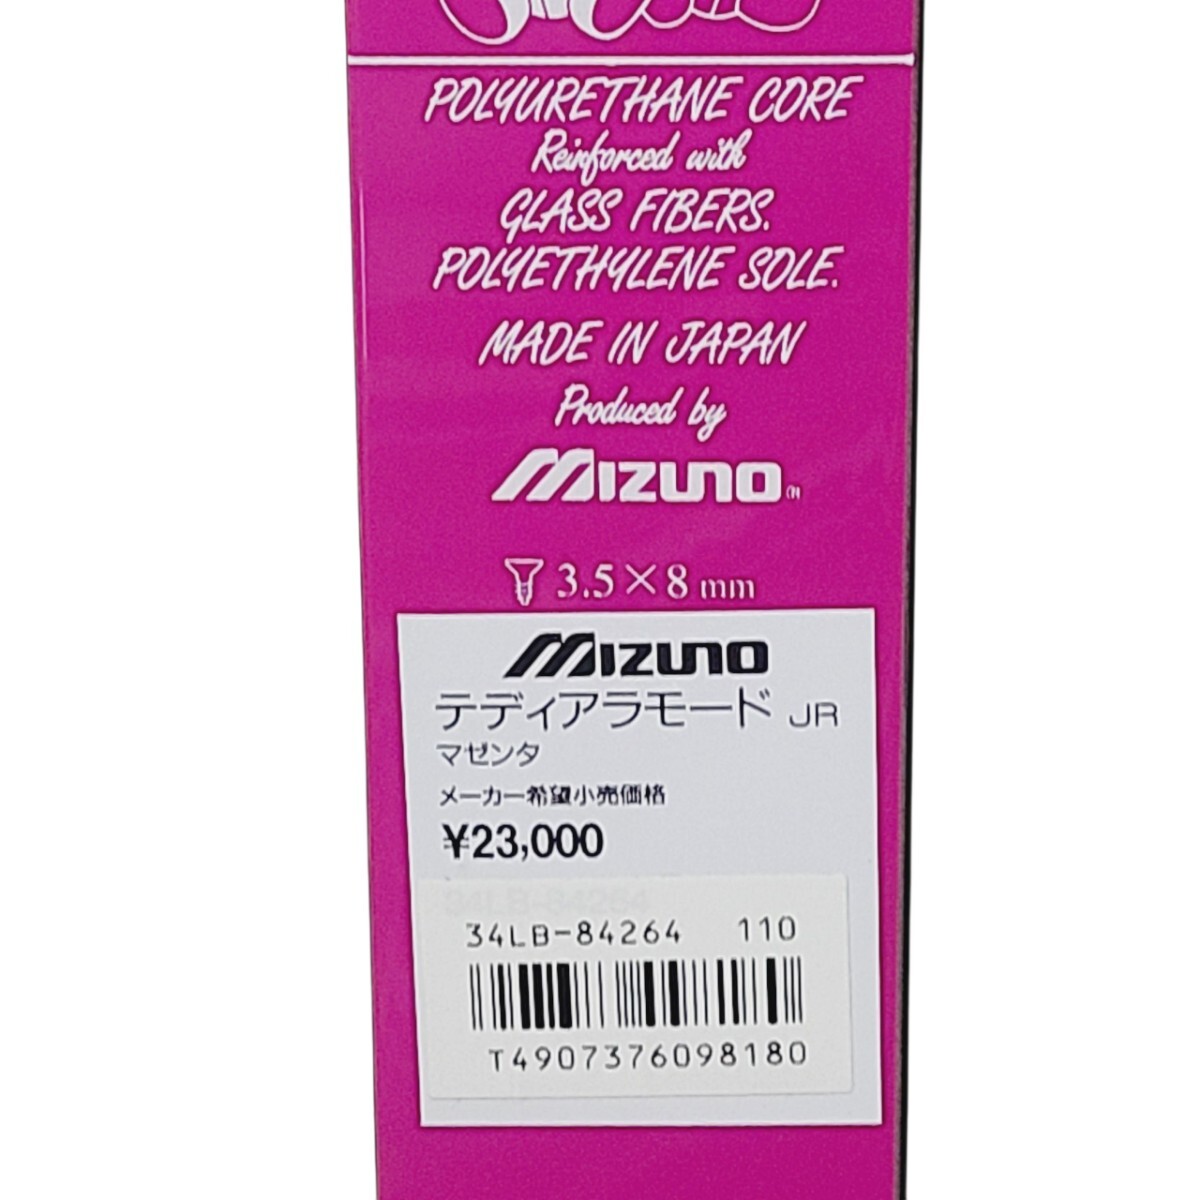 POLYURETHANE CORE
Reinforced with
GLASS FIBERS.
POLYETHYLENE SOLE.
MADE IN JAPAN
Produced by
MIZUNO
3.5×8mm
MIZUNO
テディアラモード JR
マゼンタ
メーカー希望小売価格
¥23,000
34LB-84264
34LB-84264 110
T4907376098180